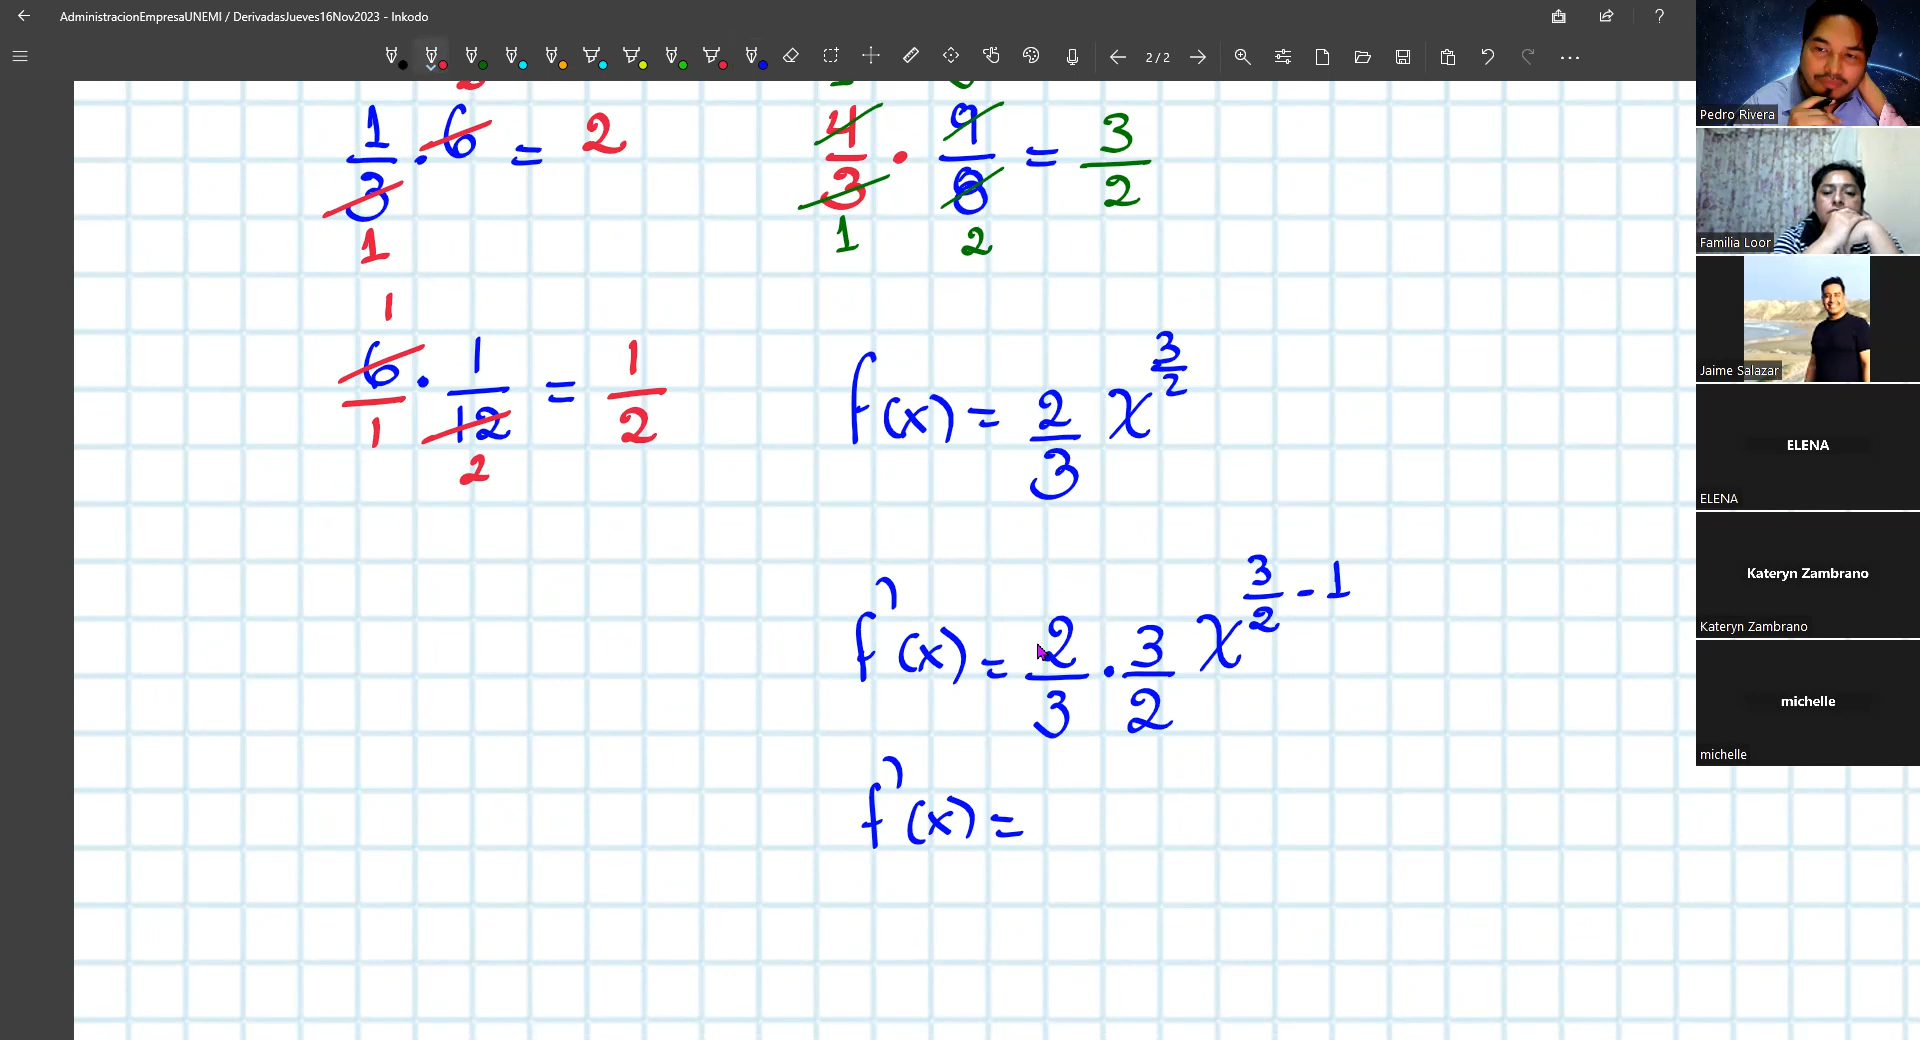 AdministracionEmpresaUNEMI / DerivadasJueves16Nov2023 - Inkodo
2 / 2
1/3 · 6 = 2
1
4/3 · 9/8 = 3/2
1 2
1
6/1 · 1/12 = 1/2
2
f(x) = 2/3 x^(3/2)
f'(x) = 2/3 · 3/2 x^(3/2 - 1)
f'(x) =
Pedro Rivera
Familia Loor
Jaime Salazar
ELENA
ELENA
Kateryn Zambrano
Kateryn Zambrano
michelle
michelle